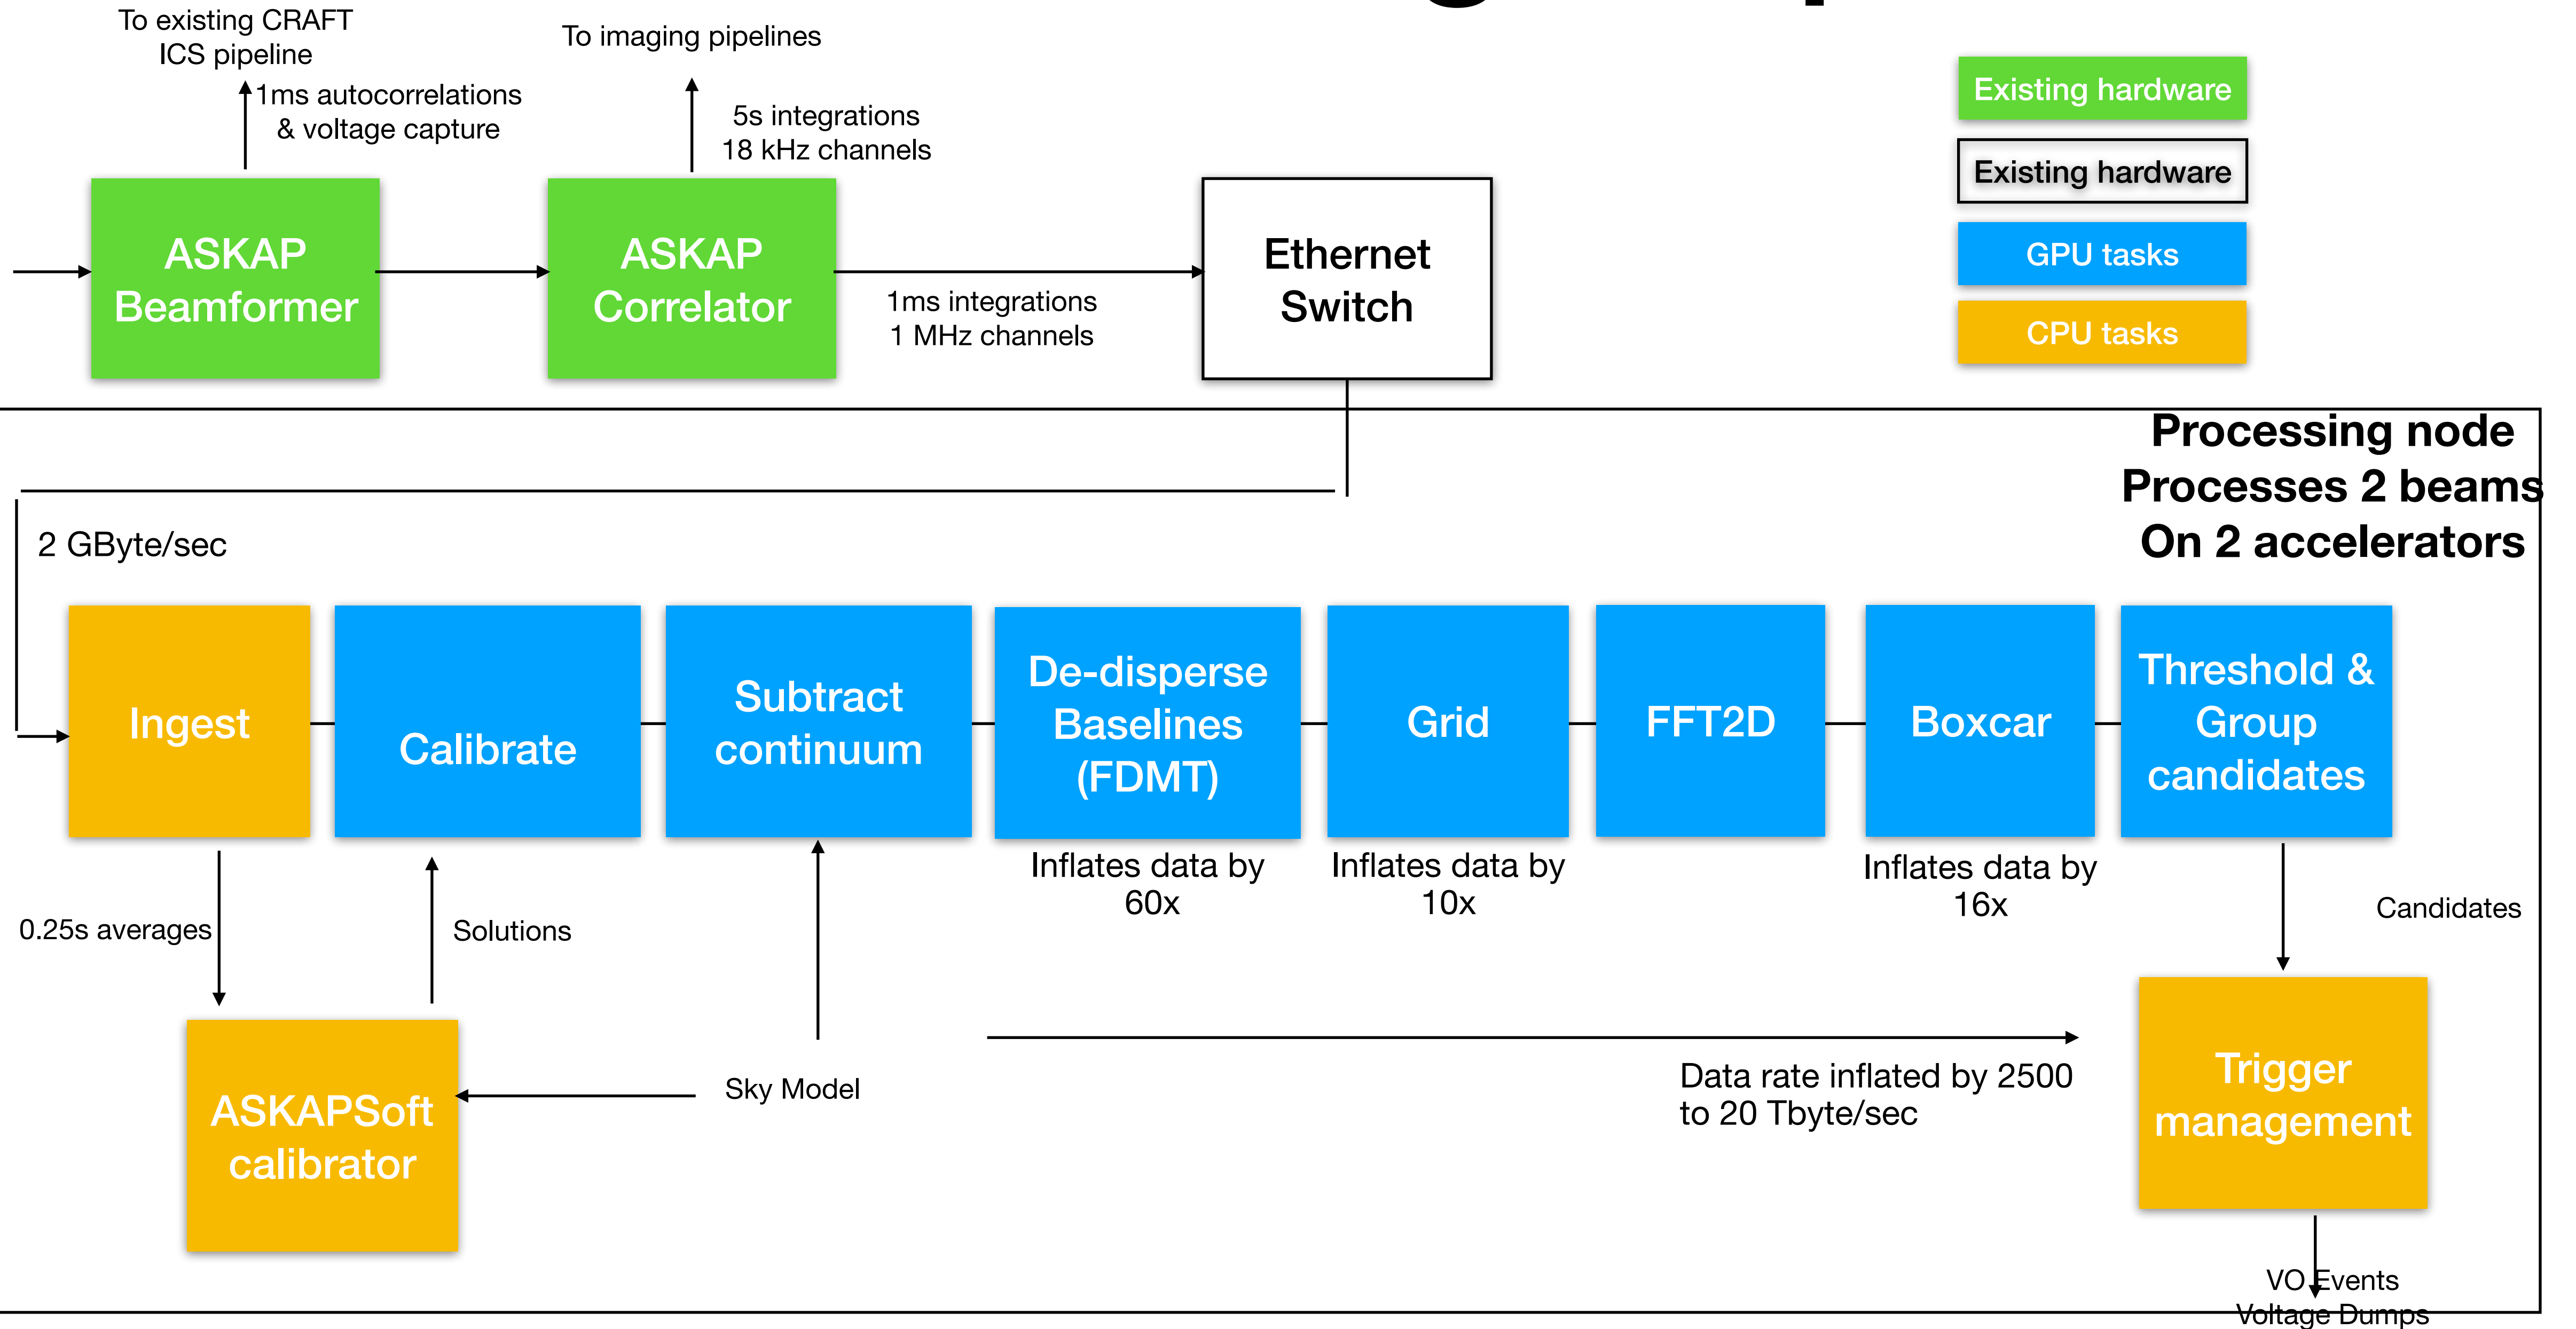 To existing CRAFT
ICS pipeline
1ms autocorrelations
& voltage capture
To imaging pipelines
5s integrations
18 kHz channels
Existing hardware
Existing hardware
GPU tasks
CPU tasks
ASKAP
Beamformer
ASKAP
Correlator
1ms integrations
1 MHz channels
Ethernet
Switch
Processing node
Processes 2 beams
On 2 accelerators
2 GByte/sec
Ingest
Calibrate
Subtract
continuum
De-disperse
Baselines
(FDMT)
Grid
FFT2D
Boxcar
Threshold &
Group
candidates
Inflates data by
60x
Inflates data by
10x
Inflates data by
16x
0.25s averages
Solutions
Candidates
ASKAPSoft
calibrator
Sky Model
Data rate inflated by 2500
to 20 Tbyte/sec
Trigger
management
VO Events
Voltage Dumps